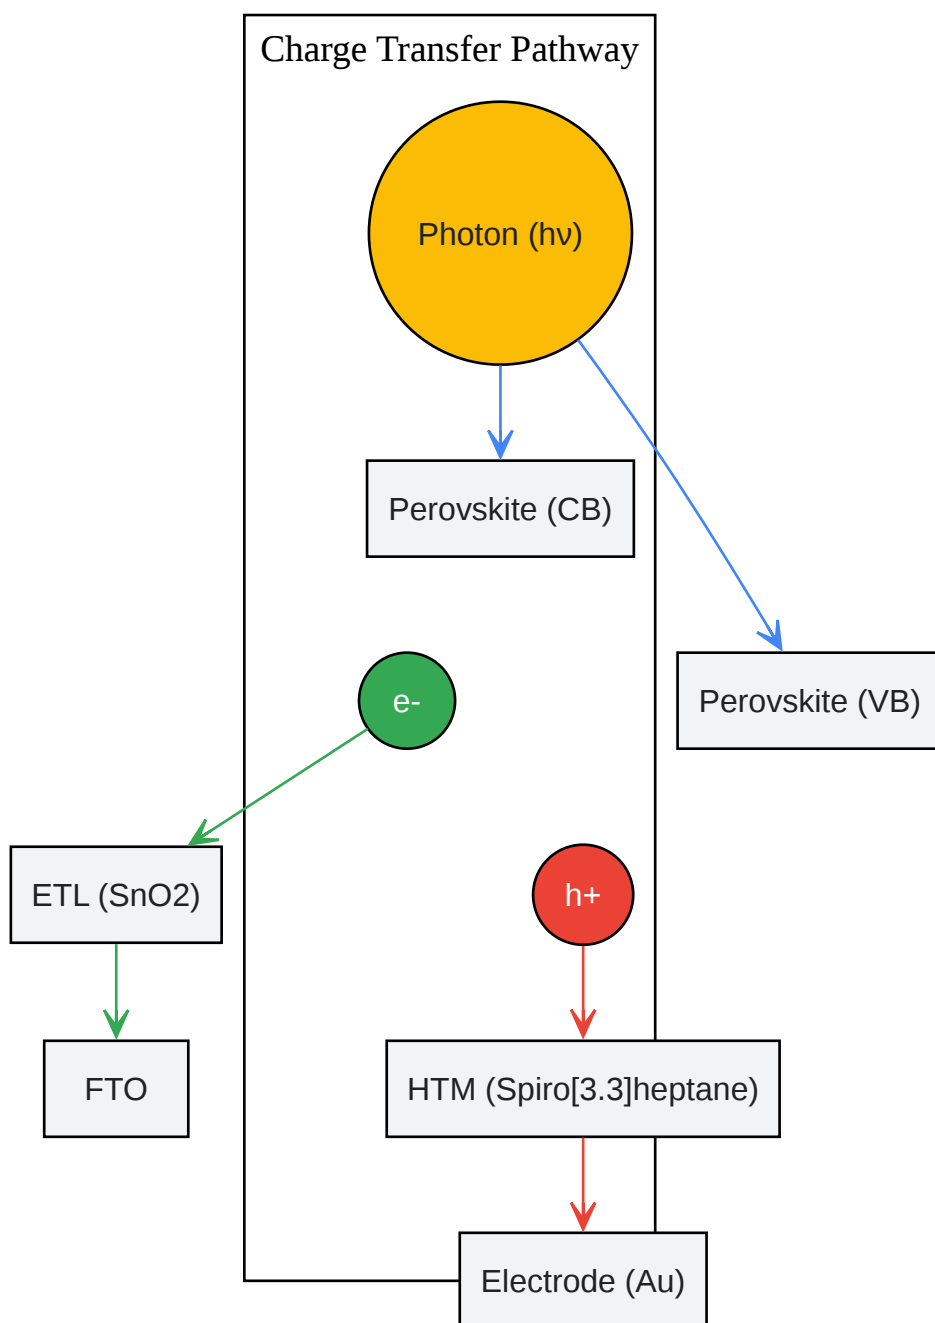 Charge Transfer Pathway
Photon (hν)
Perovskite (CB)
e-
Perovskite (VB)
ETL (SnO2)
h+
FTO
HTM (Spiro[3.3]heptane)
Electrode (Au)